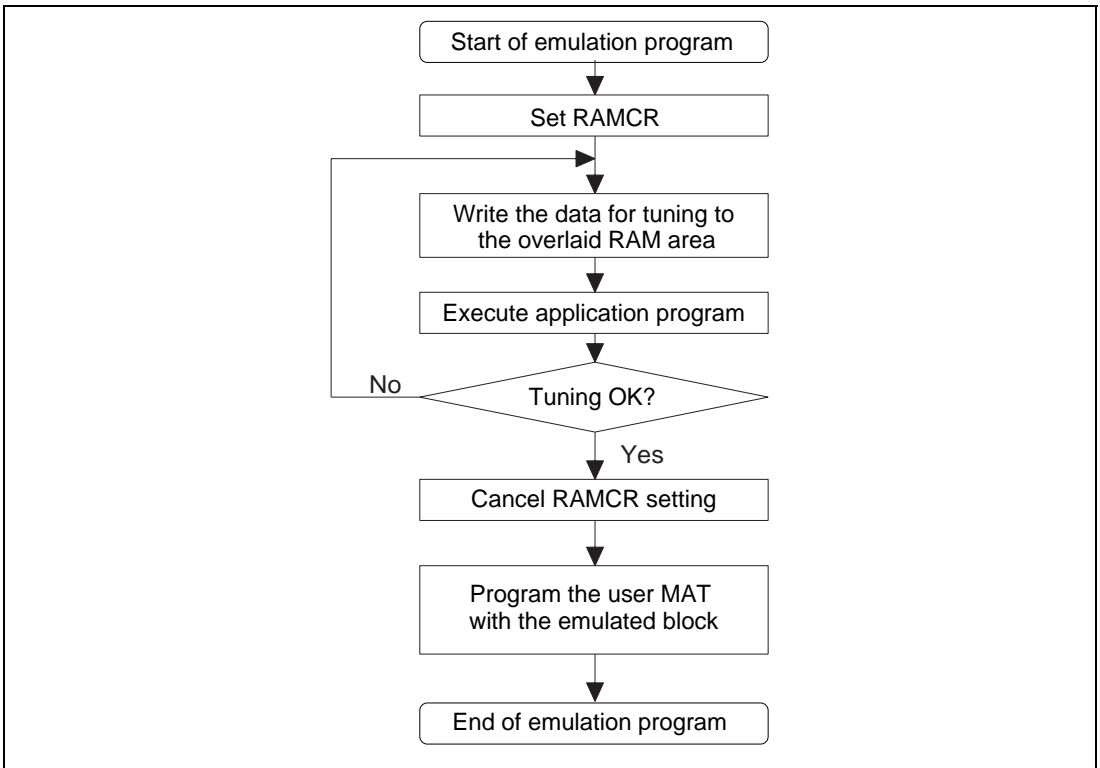 Start of emulation program
Set RAMCR
Write the data for tuning to
the overlaid RAM area
Execute application program
No
Tuning OK?
Yes
Cancel RAMCR setting
Program the user MAT
with the emulated block
End of emulation program